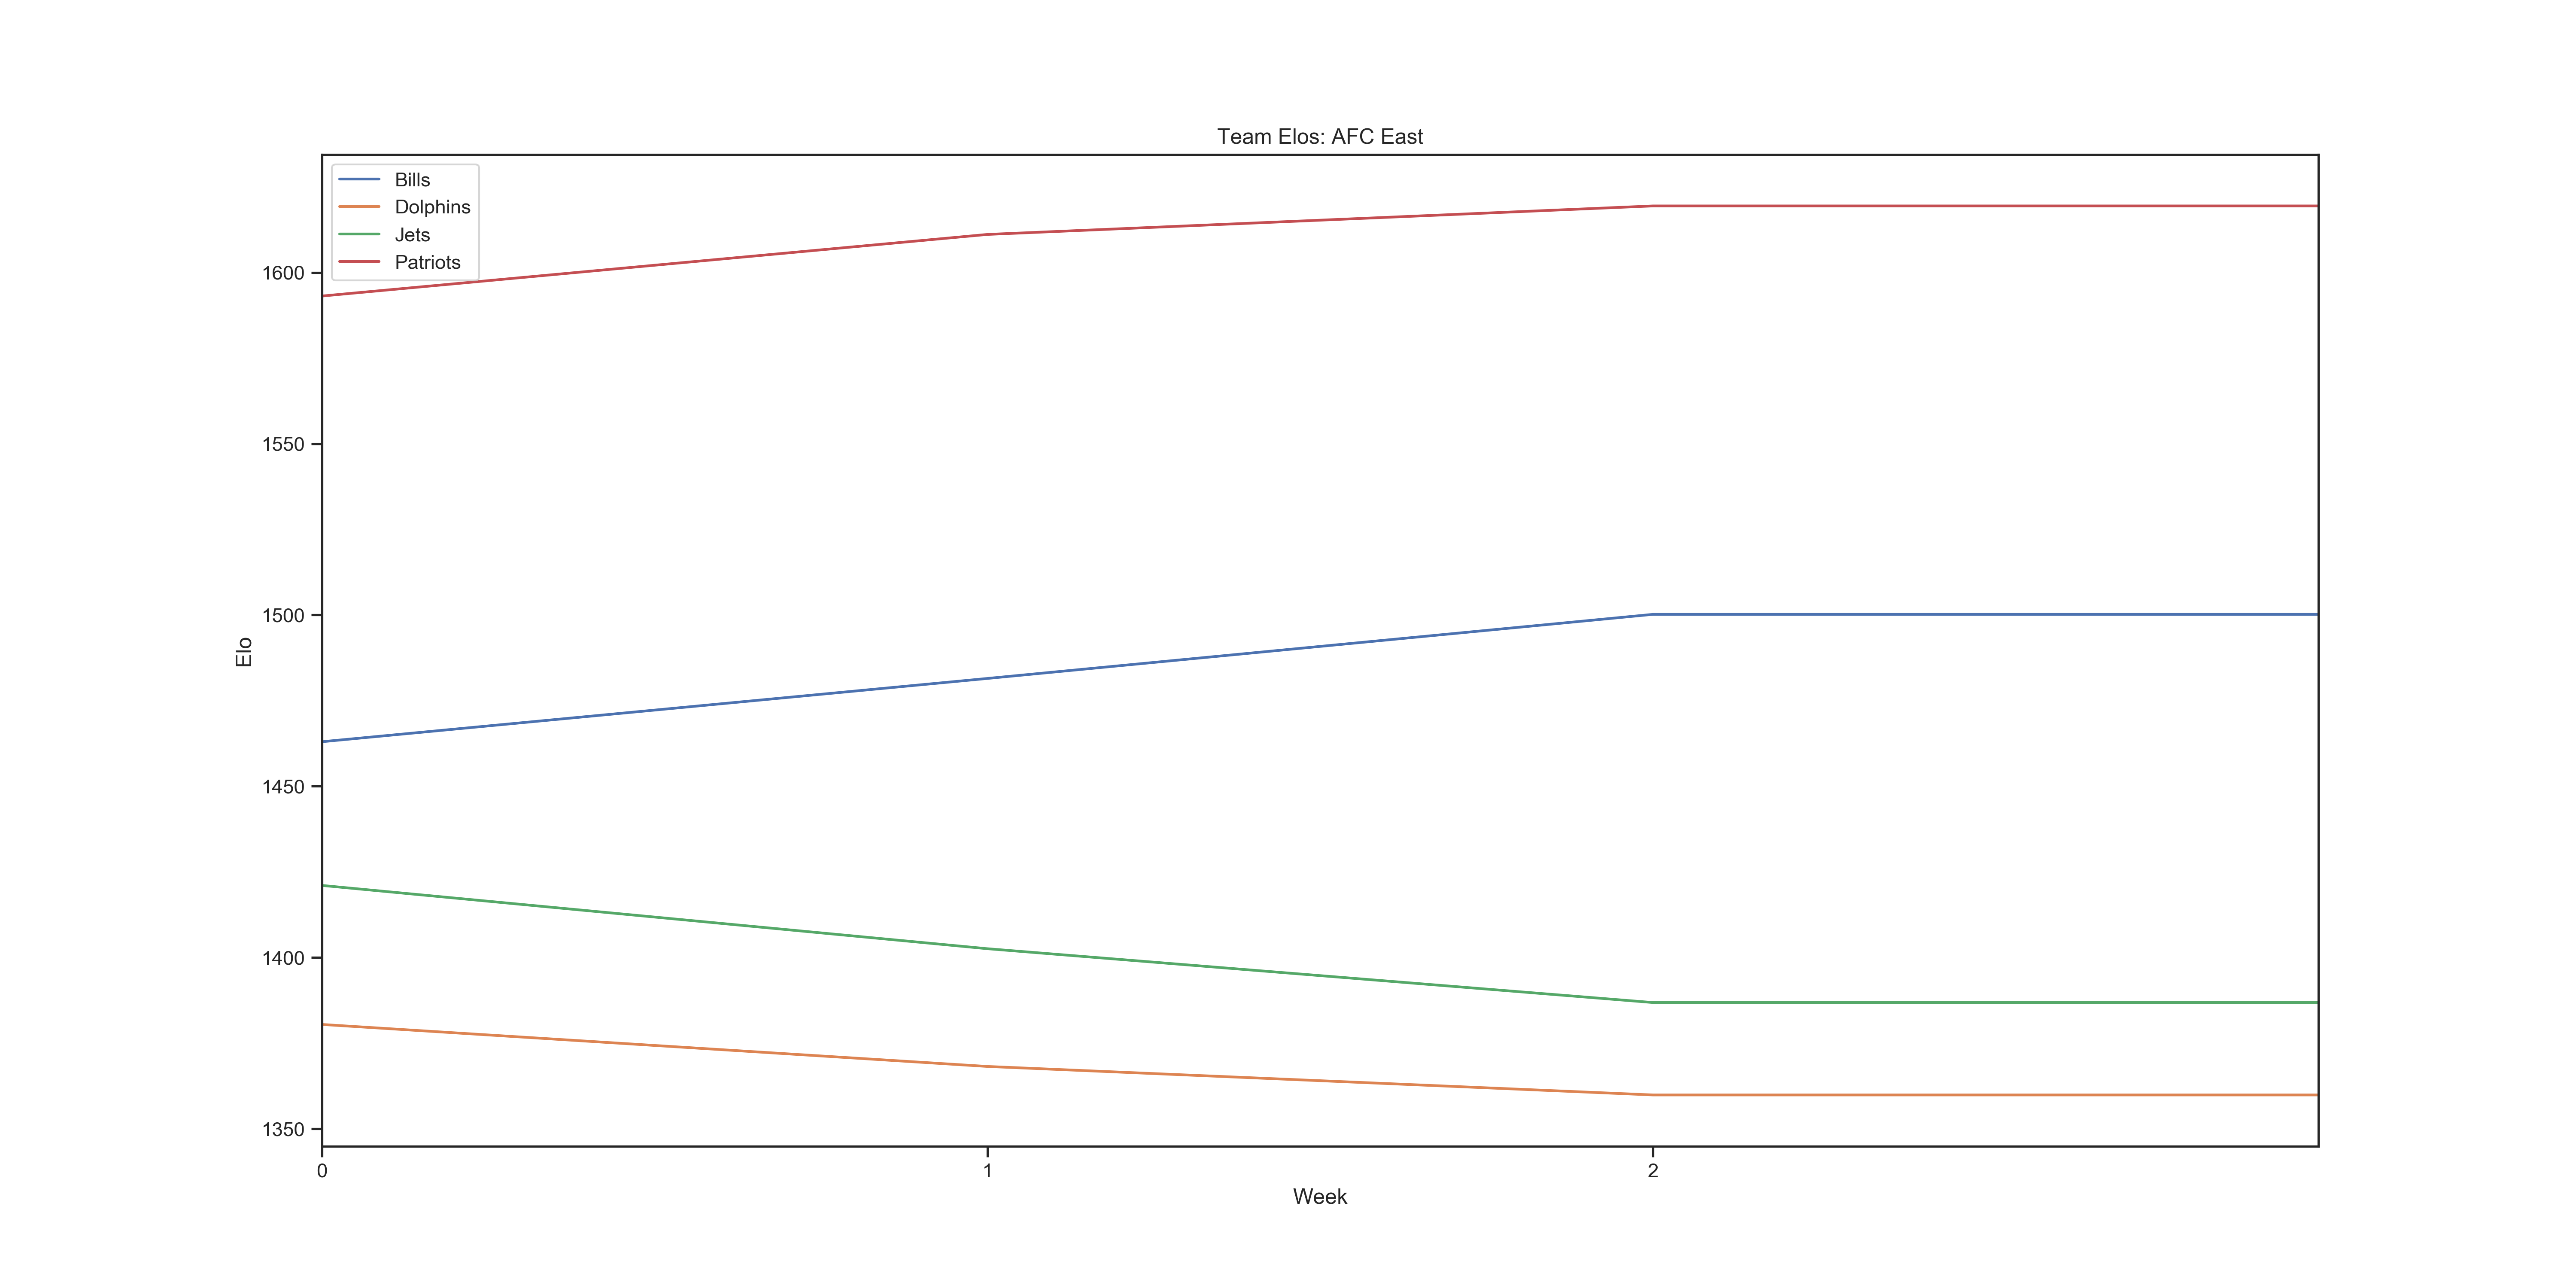 Team Elos: AFC East
Bills
Dolphins
Jets
Patriots
1600
1550
1500
1450
1400
1350
Elo
0 1 2
Week